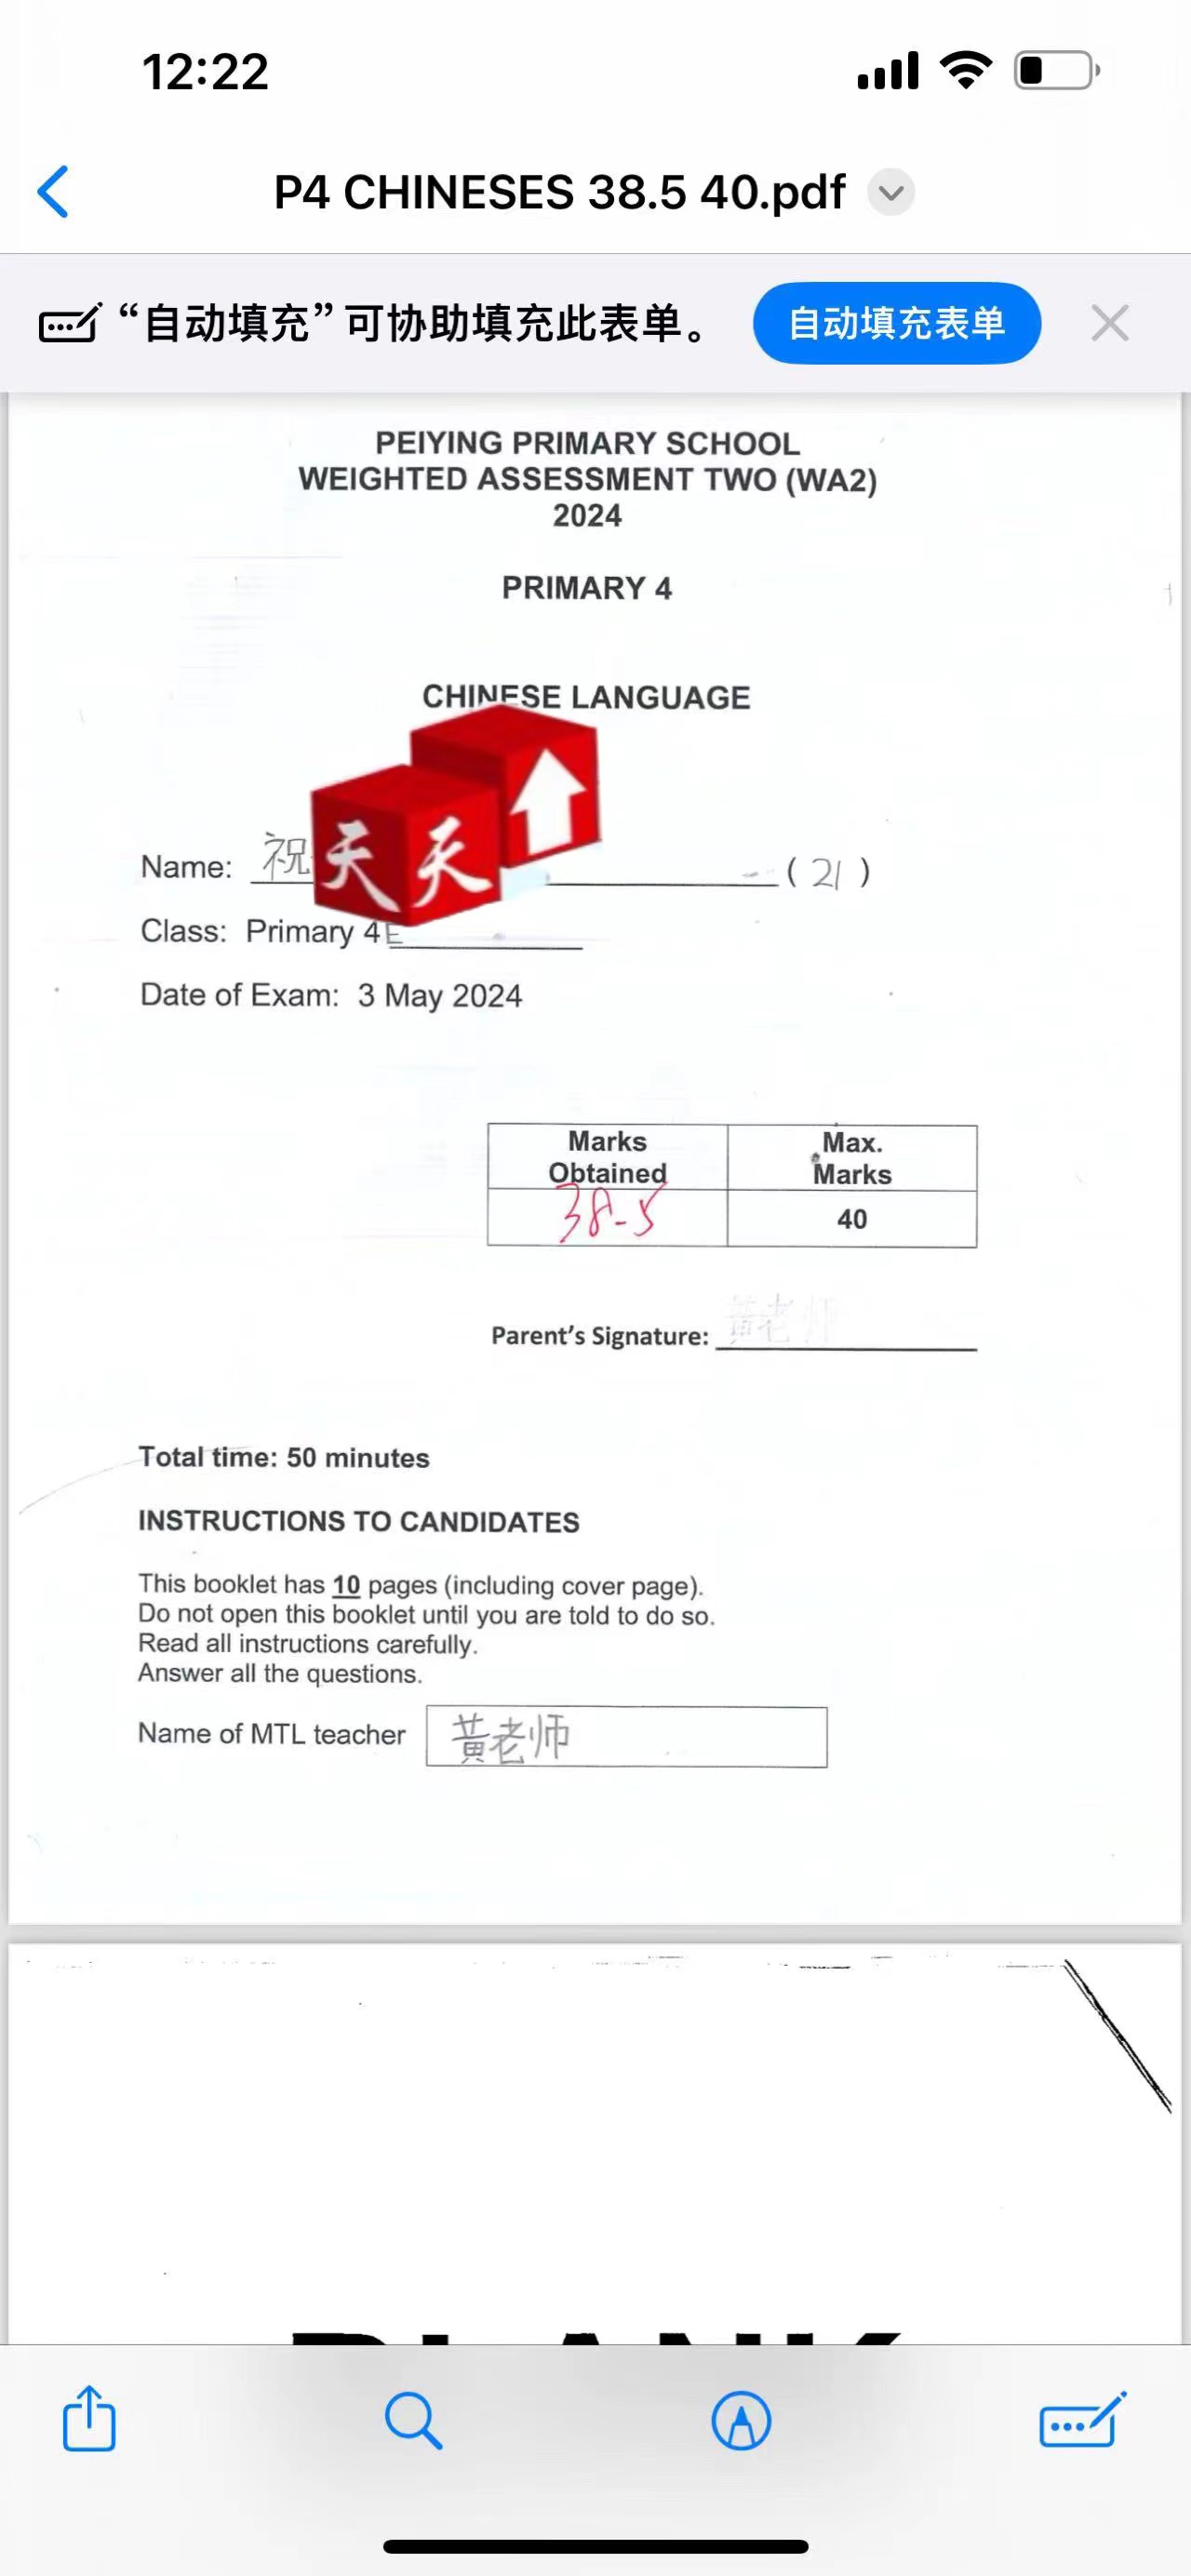 12:22
P4 CHINESES 38.5 40.pdf
“自动填充”可协助填充此表单。 自动填充表单
PEIYING PRIMARY SCHOOL
WEIGHTED ASSESSMENT TWO (WA2)
2024
PRIMARY 4
CHINESE LANGUAGE
天天
Name: 祝 ( 21 )
Class: Primary 4E
Date of Exam: 3 May 2024
Marks Obtained Max. Marks
38.5 40
Parent's Signature: 黄老师
Total time: 50 minutes
INSTRUCTIONS TO CANDIDATES
This booklet has 10 pages (including cover page).
Do not open this booklet until you are told to do so.
Read all instructions carefully.
Answer all the questions.
Name of MTL teacher 黄老师